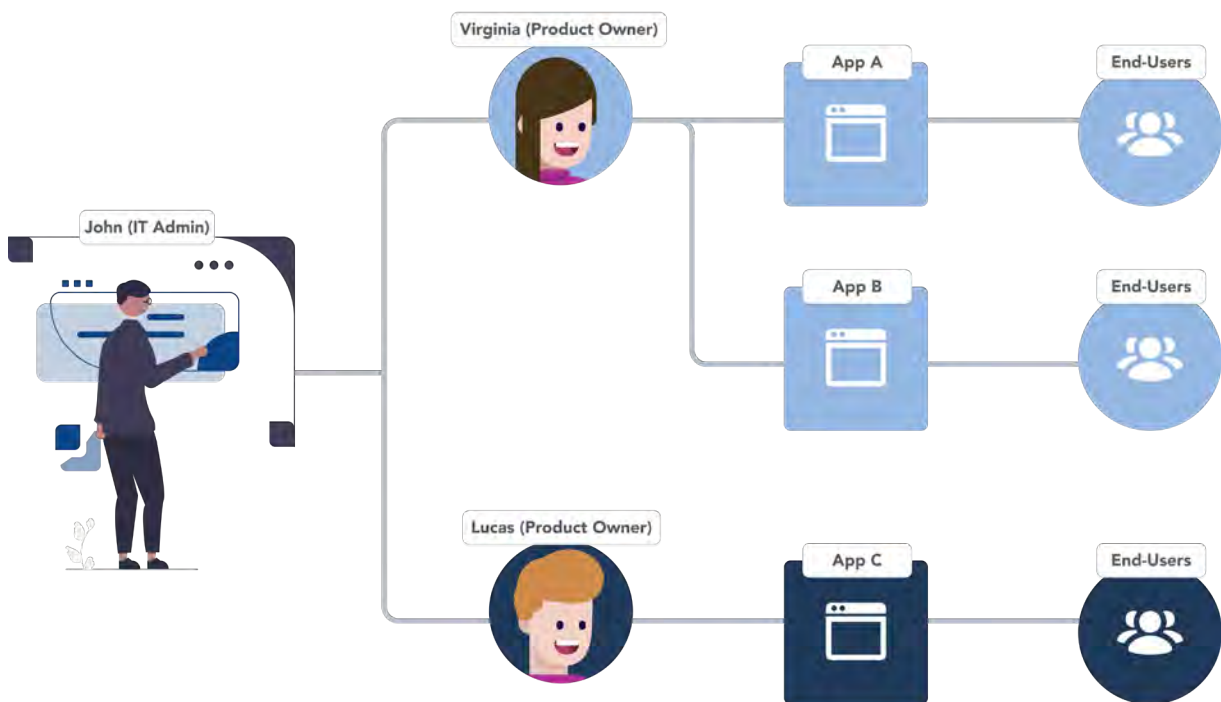 Virginia (Product Owner)
App A
End-Users
John (IT Admin)
App B
End-Users
Lucas (Product Owner)
App C
End-Users